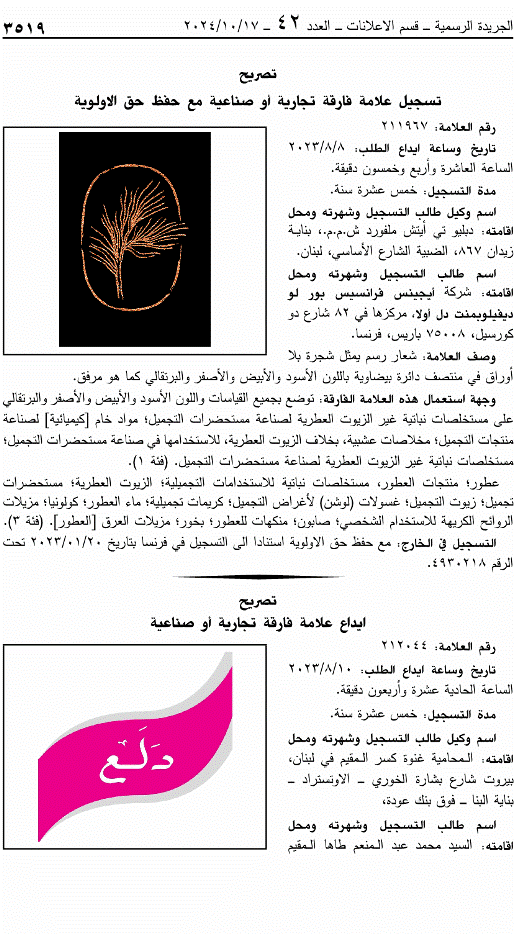 الجريدة الرسمية ـ قسم الاعلانات ـ العدد ٤٢ ـ ٢٠٢٤/١٠/١٧
٣٥١٩
تصريح
تسجيل علامة فارقة تجارية أو صناعية مع حفظ حق الاولوية
رقم العلامة: ٢١١٩٦٧
تاريخ وساعة ايداع الطلب: ٢٠٢٣/٨/٨
الساعة العاشرة وأربع وخمسون دقيقة.
مدة التسجيل: خمس عشرة سنة.
اسم وكيل طالب التسجيل وشهرته ومحل
اقامته: دبليو تي أيتش ملفورد ش.م.م.، بناية
زيدان ٨٦٧، الضبية الشارع الأساسي، لبنان.
اسم طالب التسجيل وشهرته ومحل
اقامته: شركة أيجينس فرانسيس بور لو
ديفيلوبمنت دل أولا، مركزها في ٨٢ شارع دو
كورسيل، ٧٥٠٠٨ باريس، فرنسا.
وصف العلامة: شعار رسم يمثل شجرة بلا
أوراق في منتصف دائرة بيضاوية باللون الأسود والأبيض والأصفر والبرتقالي كما هو مرفق.
وجهة استعمال هذه العلامة الفارقة: توضع بجميع القياسات واللون الأسود والأبيض والأصفر والبرتقالي
على مستخلصات نباتية غير الزيوت العطرية لصناعة مستحضرات التجميل؛ مواد خام [كيميائية] لصناعة
منتجات التجميل؛ مخلاصات عشبية، بخلاف الزيوت العطرية، للاستخدامها في صناعة مستحضرات التجميل؛
مستخلصات نباتية غير الزيوت العطرية لصناعة مستحضرات التجميل. (فئة ١).
عطور؛ منتجات العطور، مستخلصات نباتية للاستخدامات التجميلية؛ الزيوت العطرية؛ مستحضرات
تجميل؛ زيوت التجميل؛ غسولات (لوشن) لأغراض التجميل؛ كريمات تجميلية؛ ماء العطور؛ كولونيا؛ مزيلات
الروائح الكريهة للاستخدام الشخصي؛ صابون؛ منكهات للعطور؛ بخور؛ مزيلات العرق [العطور]. (فئة ٣).
التسجيل في الخارج: مع حفظ حق الاولوية استنادا الى التسجيل في فرنسا بتاريخ ٢٠٢٣/٠١/٢٠ تحت
الرقم ٤٩٣٠٢١٨.
تصريح
ايداع علامة فارقة تجارية أو صناعية
رقم العلامة: ٢١٢٠٤٤
تاريخ وساعة ايداع الطلب: ٢٠٢٣/٨/١٠
الساعة الحادية عشرة وأربعون دقيقة.
مدة التسجيل: خمس عشرة سنة.
اسم وكيل طالب التسجيل وشهرته ومحل
اقامته: المحامية غنوة كسر المقيم في لبنان،
بيروت شارع بشارة الخوري ـ الاوتستراد ـ
بناية البنا ـ فوق بنك عودة،
اسم طالب التسجيل وشهرته ومحل
اقامته: السيد محمد عبد المنعم طاها المقيم
دَلَع